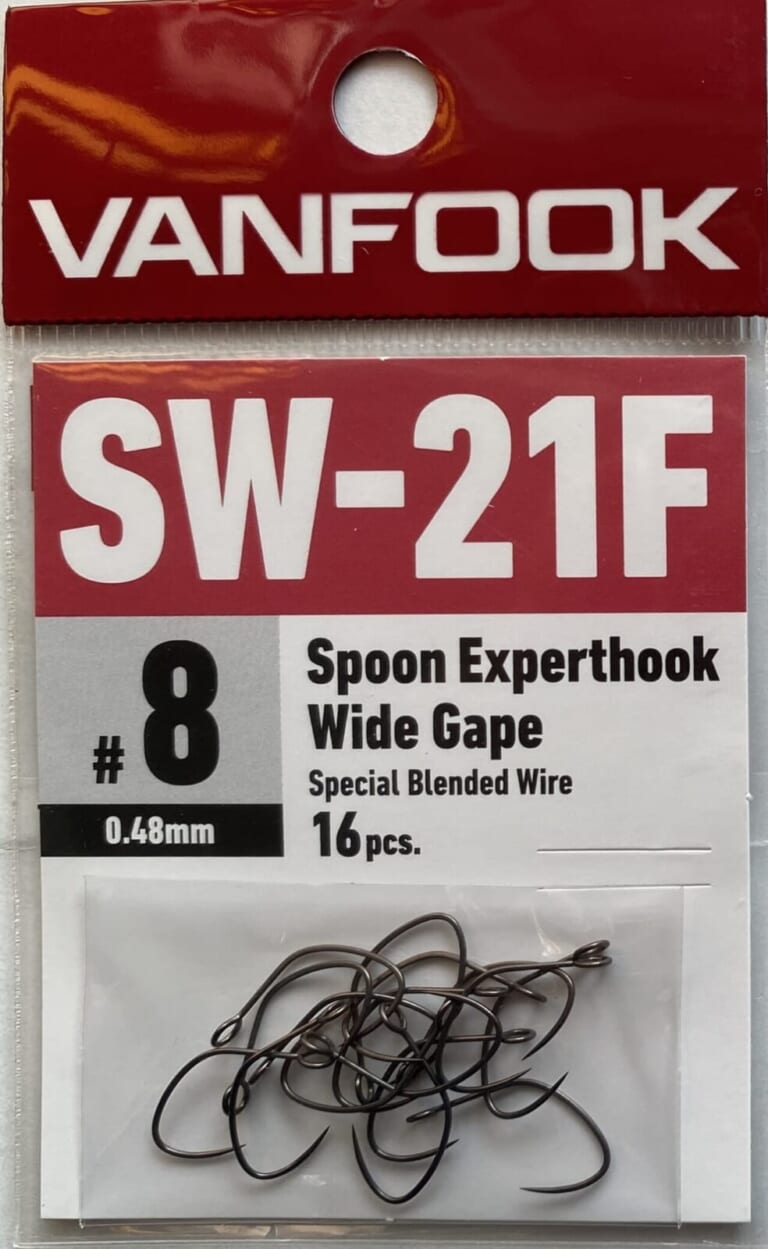 VANFOOK
SW-21F
#8
0.48mm
Spoon Experthook
Wide Gape
Special Blended Wire
16pcs.